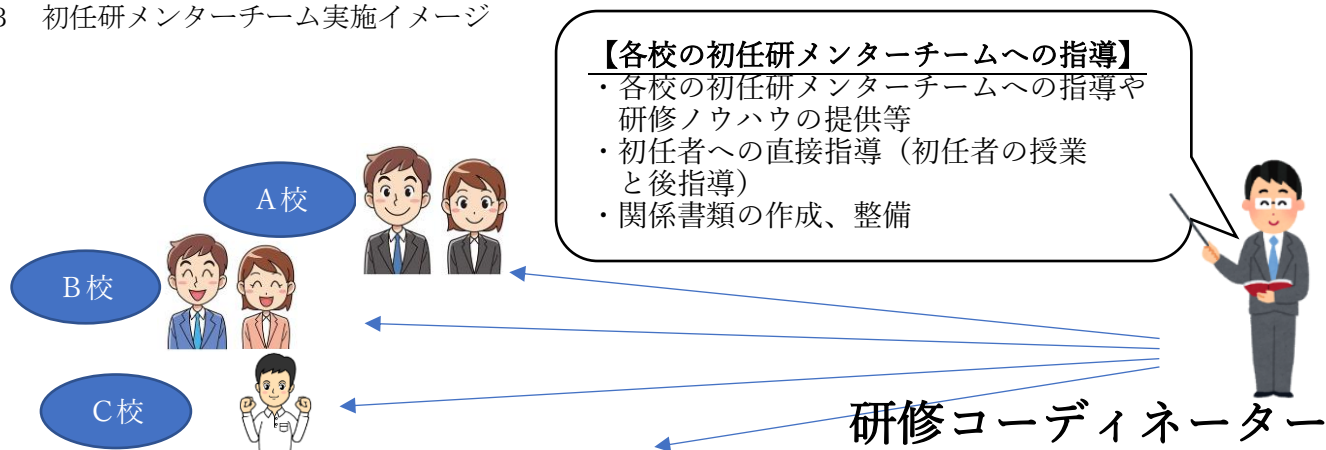 3 初任研メンターチーム実施イメージ
【各校の初任研メンターチームへの指導】
・各校の初任研メンターチームへの指導や
研修ノウハウの提供等
・初任者への直接指導（初任者の授業
と後指導）
・関係書類の作成、整備
A校
B校
C校
研修コーディネーター